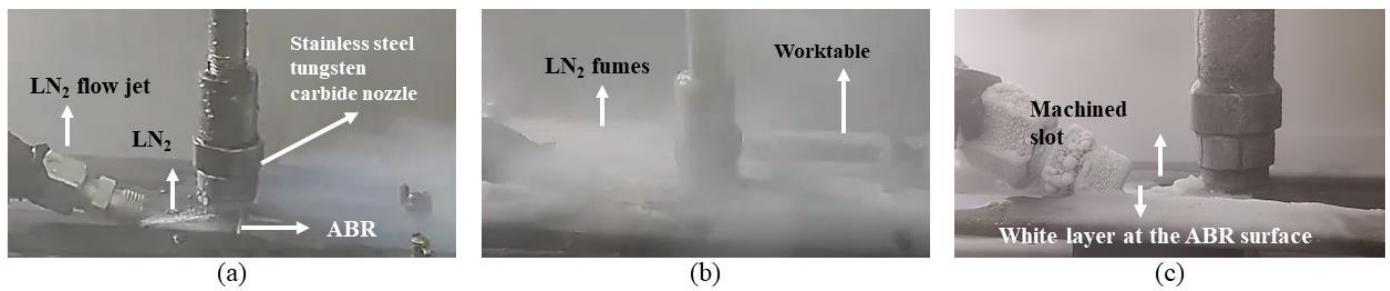 LN₂ flow jet
LN₂
Stainless steel
tungsten
carbide nozzle
ABR
(a)
LN₂ fumes
Worktable
(b)
Machined
slot
White layer at the ABR surface
(c)